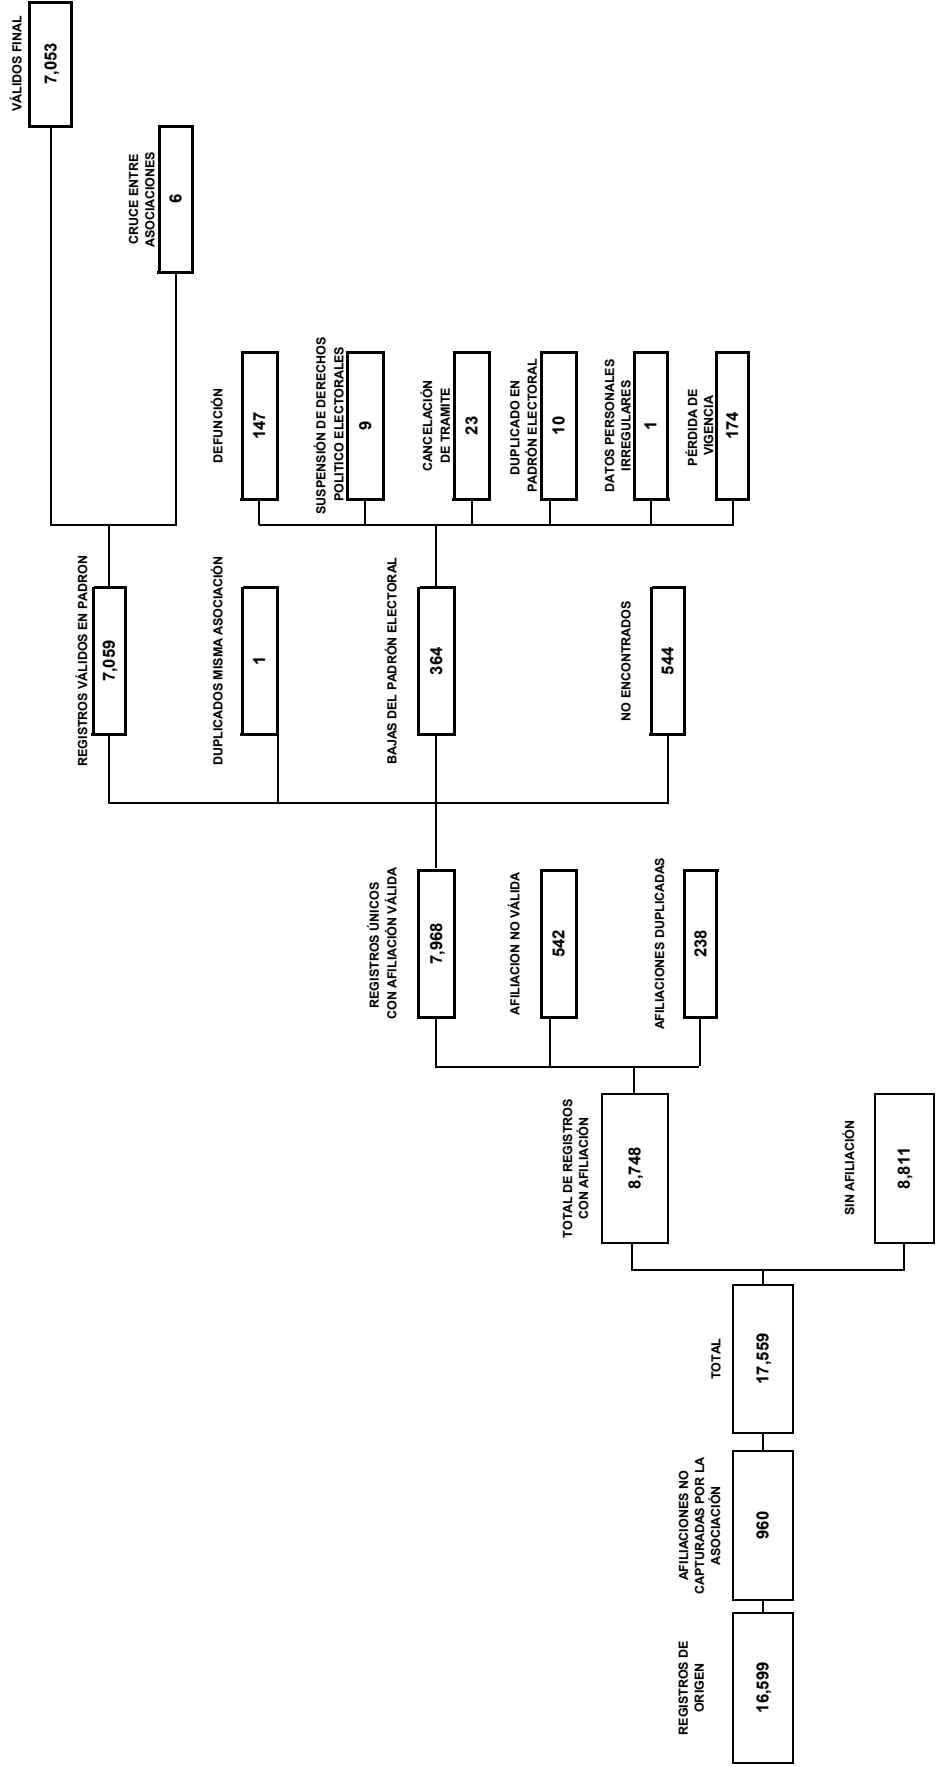 REGISTROS DE
ORIGEN
16,599
AFILIACIONES NO
CAPTURADAS POR LA
ASOCIACIÓN
960
TOTAL
17,559
TOTAL DE REGISTROS
CON AFILIACIÓN
8,748
SIN AFILIACIÓN
8,811
REGISTROS ÚNICOS
CON AFILIACIÓN VÁLIDA
7,968
AFILIACION NO VÁLIDA
542
AFILIACIONES DUPLICADAS
238
REGISTROS VÁLIDOS EN PADRON
7,059
DUPLICADOS MISMA ASOCIACIÓN
1
BAJAS DEL PADRÓN ELECTORAL
364
NO ENCONTRADOS
544
DEFUNCIÓN
147
SUSPENSIÓN DE DERECHOS
POLITICO ELECTORALES
9
CANCELACIÓN
DE TRAMITE
23
DUPLICADO EN
PADRÓN ELECTORAL
10
DATOS PERSONALES
IRREGULARES
1
PÉRDIDA DE
VIGENCIA
174
CRUCE ENTRE
ASOCIACIONES
6
VÁLIDOS FINAL
7,053